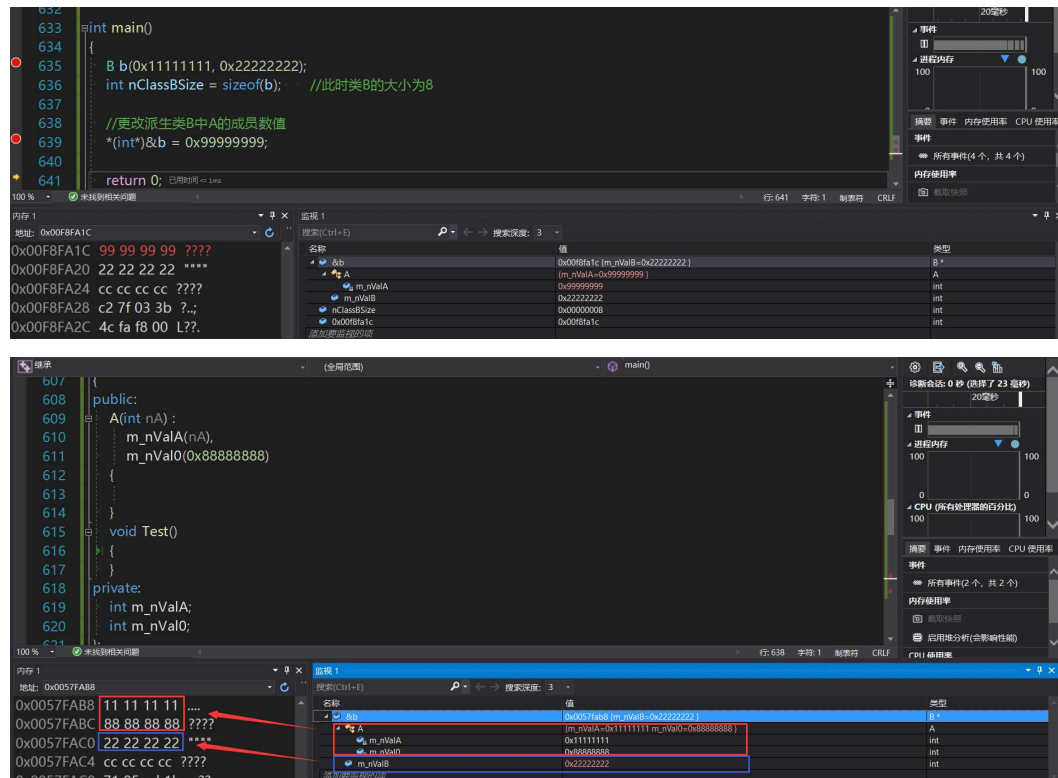 632
20毫秒
633 int main()
634 {
635 B b(0x11111111, 0x22222222);
636 int nClassBSize = sizeof(b); //此时类B的大小为8
637
638 //更改派生类B中A的成员数值
639 *(int*)&b = 0x99999999;
640
641 return 0; 已用时间 <= 1ms
事件
进程内存
100 100
摘要 事件 内存使用率 CPU 使用率
事件
所有事件(4 个，共 4 个)
内存使用率
截取快照
100 % 未找到相关问题 行: 641 字符: 1 制表符 CRLF
内存 1
地址: 0x00F8FA1C
0x00F8FA1C 99 99 99 99 ????
0x00F8FA20 22 22 22 22 """"
0x00F8FA24 cc cc cc cc ????
0x00F8FA28 c2 7f 03 3b ?..;
0x00F8FA2C 4c fa f8 00 L??.
监视 1
搜索(Ctrl+E) 搜索深度: 3
名称 值 类型
&b 0x00f8fa1c {m_nValB=0x22222222 } B *
A {m_nValA=0x99999999 } A
m_nValA 0x99999999 int
m_nValB 0x22222222 int
nClassBSize 0x00000008 int
0x00f8fa1c 0x00f8fa1c int
添加要监视的项
继承 (全局范围) main()
607 {
608 public:
609 A(int nA) :
610 m_nValA(nA),
611 m_nVal0(0x88888888)
612 {
613
614 }
615 void Test()
616 {
617 }
618 private:
619 int m_nValA;
620 int m_nVal0;
621 };
诊断会话: 0 秒 (选择了 23 毫秒)
20毫秒
事件
进程内存
100 100
0 0
CPU (所有处理器的百分比)
100 100
摘要 事件 内存使用率 CPU 使用率
事件
所有事件(2 个，共 2 个)
内存使用率
截取快照
启用堆分析(会影响性能)
CPU 使用率
100 % 未找到相关问题 行: 638 字符: 1 制表符 CRLF
内存 1
地址: 0x0057FAB8
0x0057FAB8 11 11 11 11 ....
0x0057FABC 88 88 88 88 ????
0x0057FAC0 22 22 22 22 """"
0x0057FAC4 cc cc cc cc ????
监视 1
搜索(Ctrl+E) 搜索深度: 3
名称 值 类型
&b 0x0057fab8 {m_nValB=0x22222222 } B *
A {m_nValA=0x11111111 m_nVal0=0x88888888 } A
m_nValA 0x11111111 int
m_nVal0 0x88888888 int
m_nValB 0x22222222 int
添加要监视的项